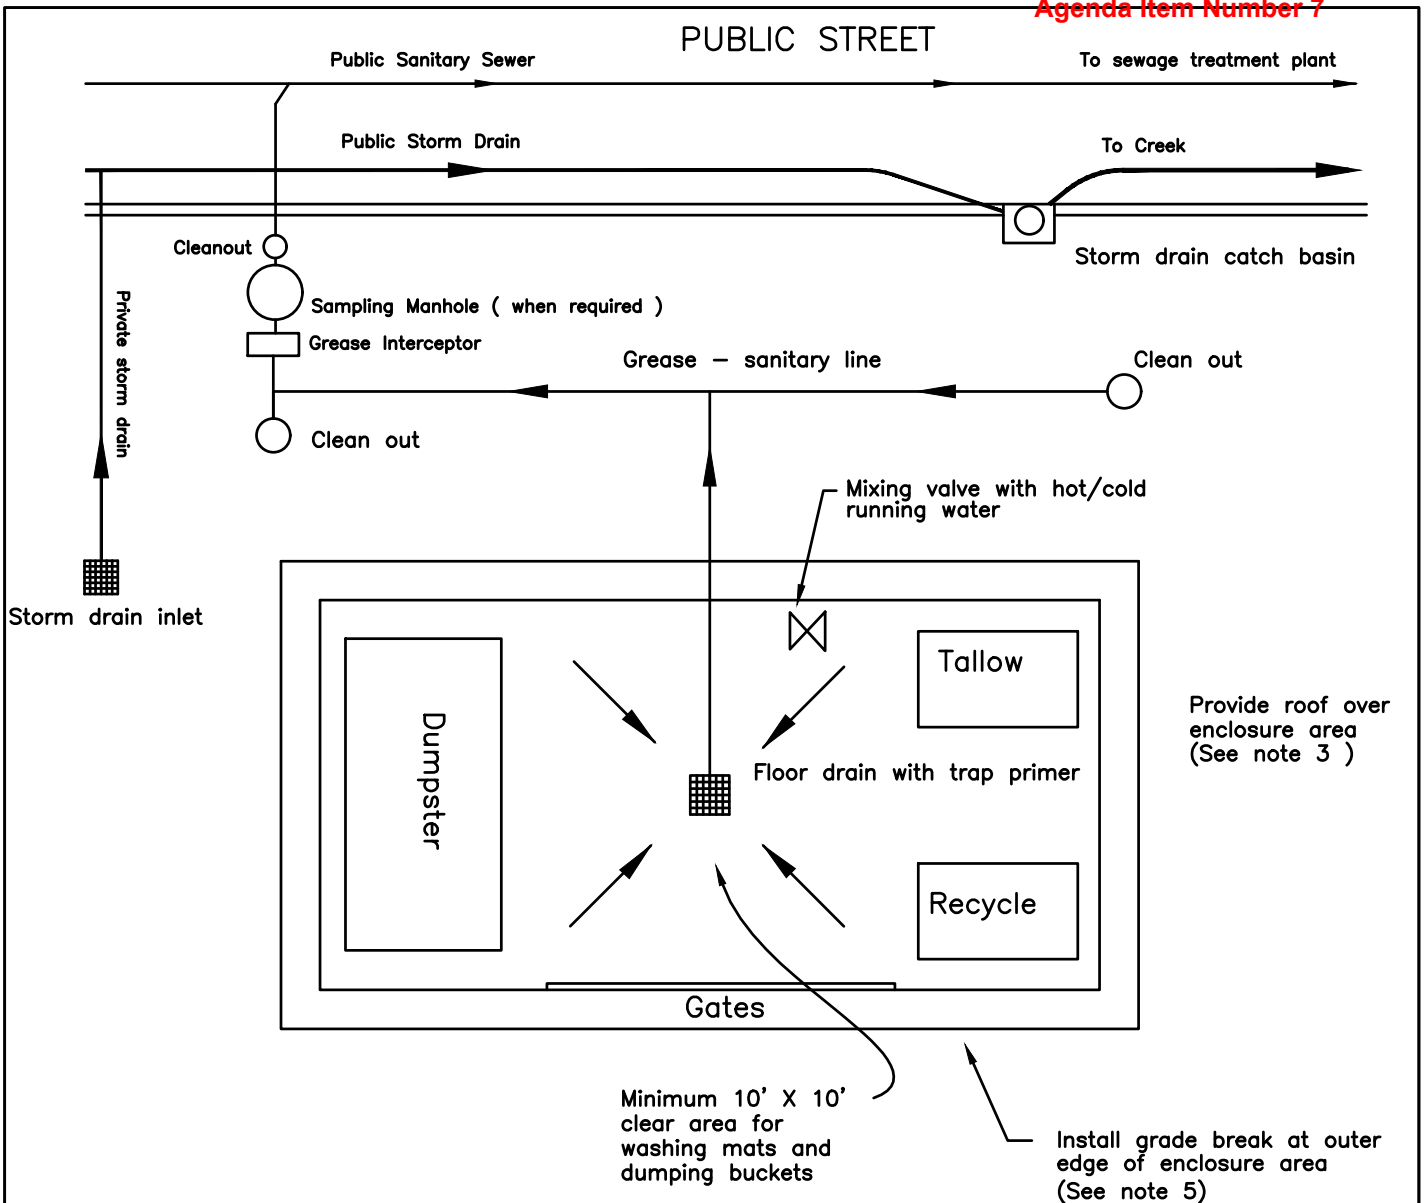 Agenda Item Number 7
PUBLIC STREET
Public Sanitary Sewer
To sewage treatment plant
Public Storm Drain
To Creek
Cleanout
Storm drain catch basin
Private storm drain
Sampling Manhole ( when required )
Grease Interceptor
Grease - sanitary line
Clean out
Clean out
Mixing valve with hot/cold
running water
Storm drain inlet
Tallow
Dumpster
Provide roof over
enclosure area
(See note 3 )
Floor drain with trap primer
Recycle
Gates
Minimum 10' X 10'
clear area for
washing mats and
dumping buckets
Install grade break at outer
edge of enclosure area
(See note 5)